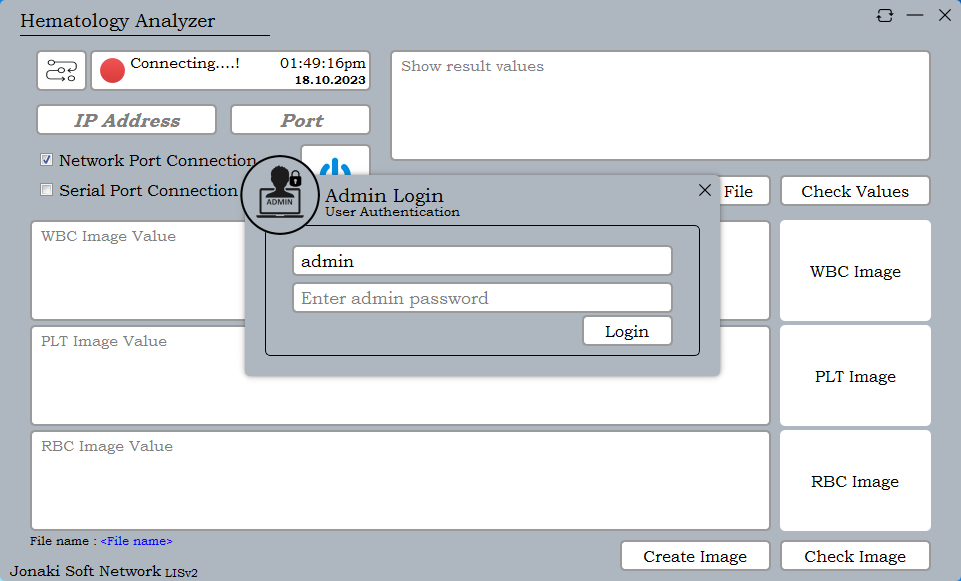 Hematology Analyzer
Connecting....! 01:49:16pm
18.10.2023
Show result values
IP Address Port
Network Port Connection
Serial Port Connection
File Check Values
ADMIN
Admin Login
User Authentication
admin
Enter admin password
Login
WBC Image Value
WBC Image
PLT Image Value
PLT Image
RBC Image Value
RBC Image
File name : <File name>
Create Image Check Image
Jonaki Soft Network LISv2